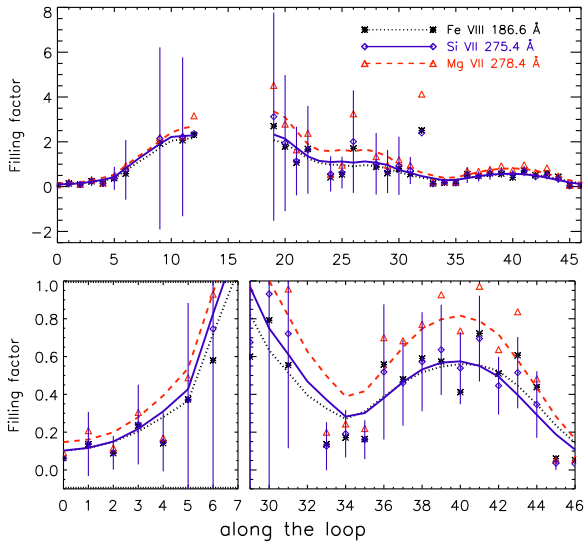 Fe VIII 186.6 Å
Si VII 275.4 Å
Mg VII 278.4 Å
Filling factor
8
6
4
2
0
−2
0 5 10 15 20 25 30 35 40 45
Filling factor
1.0
0.8
0.6
0.4
0.2
0.0
0 1 2 3 4 5 6 7
30 32 34 36 38 40 42 44 46
along the loop